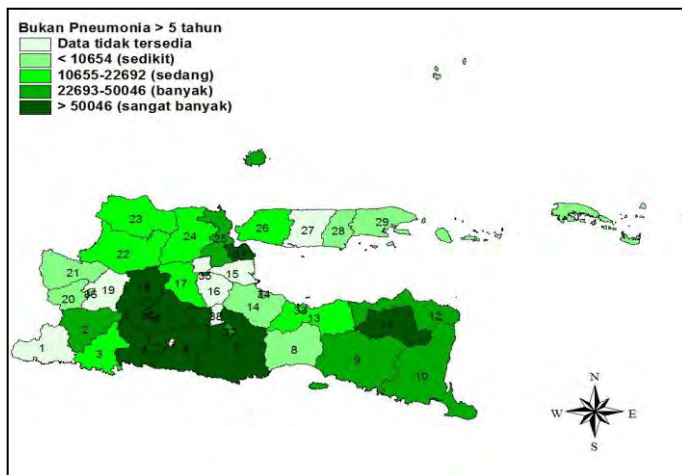 Bukan Pneumonia > 5 tahun
Data tidak tersedia
< 10654 (sedikit)
10655-22692 (sedang)
22693-50046 (banyak)
> 50046 (sangat banyak)
23
24
26
27
28
29
22
21
35
15
19
17
16
20
14
13
12
2
1
3
8
9
10
N
W
E
S